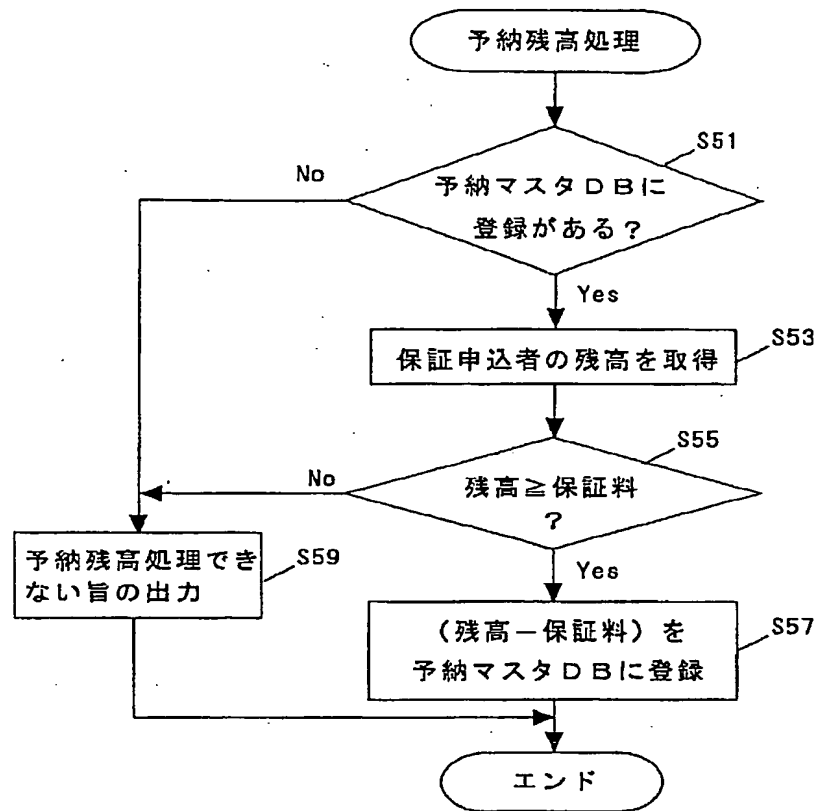 予納残高処理
S51
No
予納マスタDBに
登録がある?
Yes
S53
保証申込者の残高を取得
S55
No
残高≧保証料
?
予納残高処理でき
ない旨の出力
S59
Yes
(残高-保証料)を
予納マスタDBに登録
S57
エンド